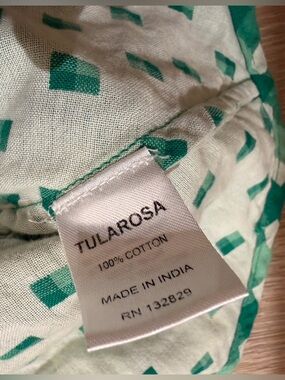 TULAROSA
100% COTTON
MADE IN INDIA
RN 132829